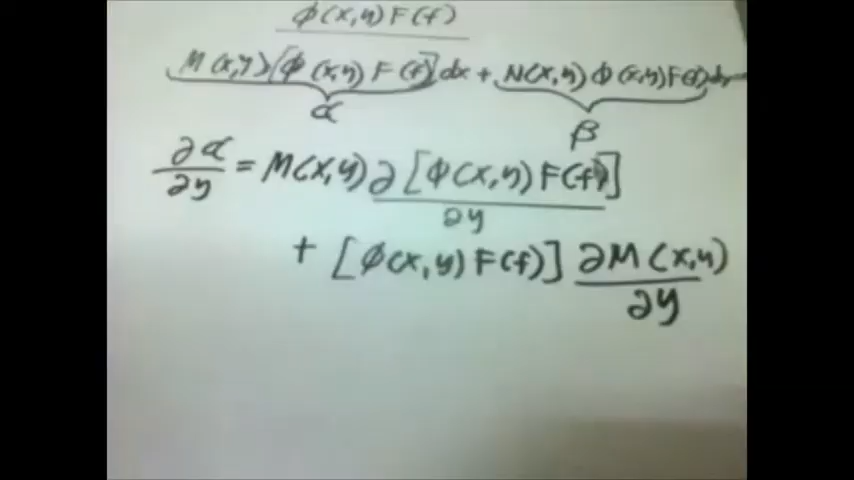 ϕ(x,y) F(f)
M(x,y) [ϕ(x,y) F(f)] dx + N(x,y) ϕ(x,y) F(f) dy
α
β
∂α/∂y = M(x,y) ∂[ϕ(x,y) F(f)]/∂y
+ [ϕ(x,y) F(f)] ∂M(x,y)/∂y